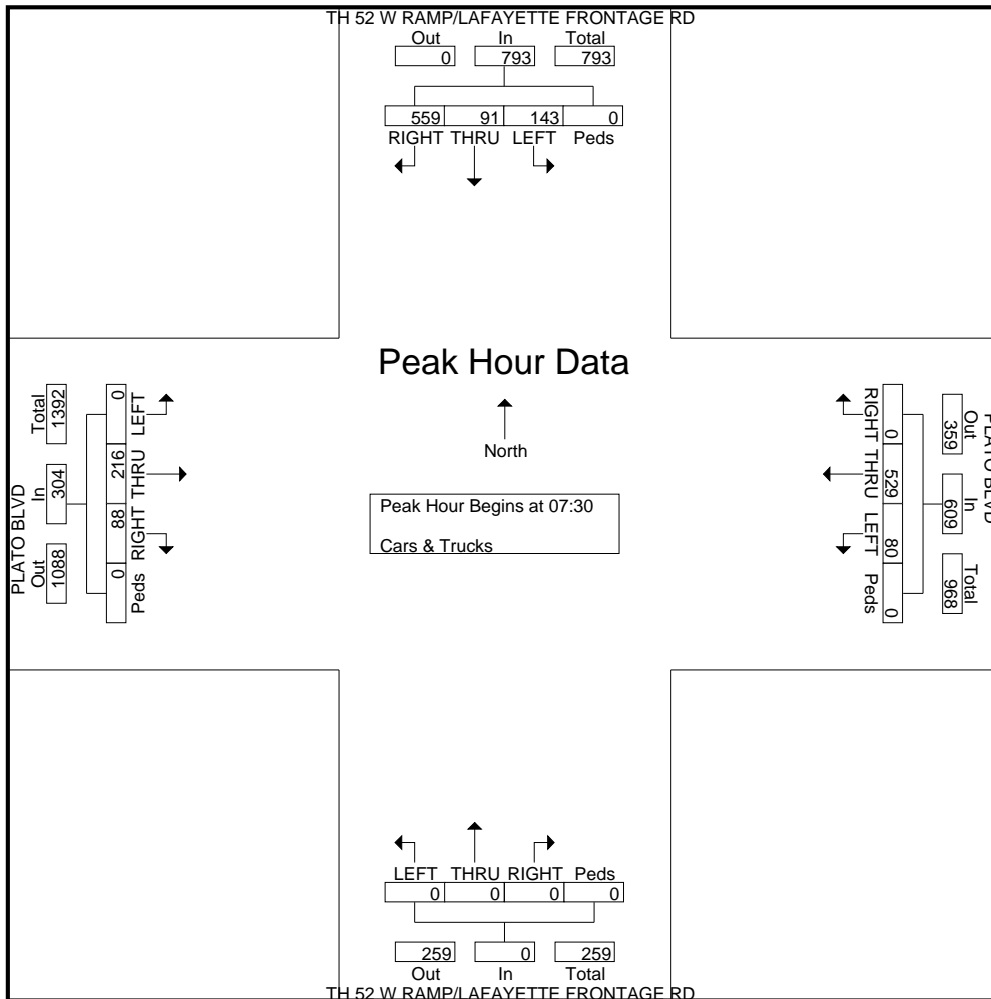 TH 52 W RAMP/LAFAYETTE FRONTAGE RD
Out In Total
0 793 793
559 91 143 0
RIGHT THRU LEFT Peds
Peak Hour Data
North
Peak Hour Begins at 07:30
Cars & Trucks
PLATO BLVD
Out In Total
1088 304 1392
0 88 216 0
Peds RIGHT THRU LEFT
PLATO BLVD
Out In Total
359 609 968
0 529 80 0
RIGHT THRU LEFT Peds
LEFT THRU RIGHT Peds
0 0 0 0
259 0 259
Out In Total
TH 52 W RAMP/LAFAYETTE FRONTAGE RD